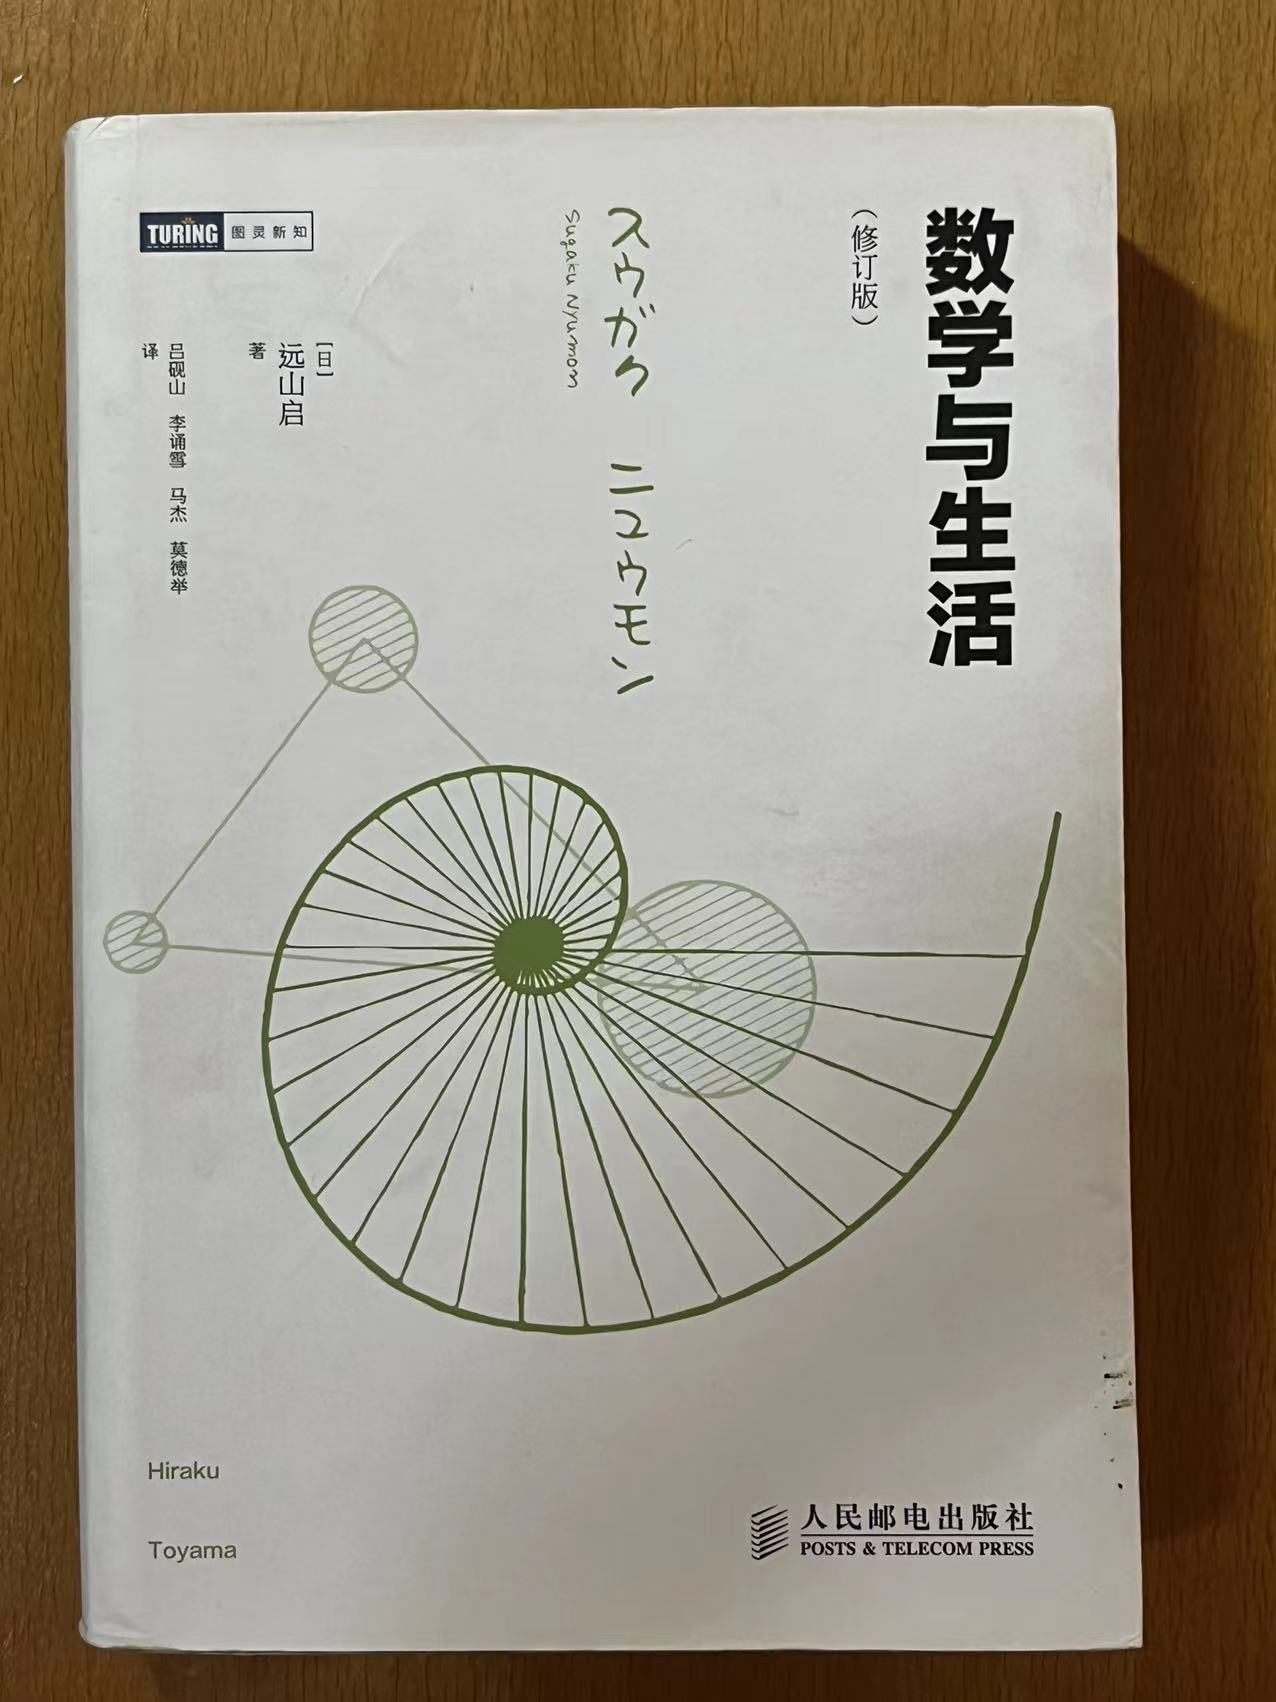 数学与生活
（修订版）
スウガク ニュウモン
Sugaku Nyumon
TURING 图灵新知
［日］
远山启
著
吕砚山 李诵雪 马杰 莫德举
译
Hiraku
Toyama
人民邮电出版社
POSTS & TELECOM PRESS